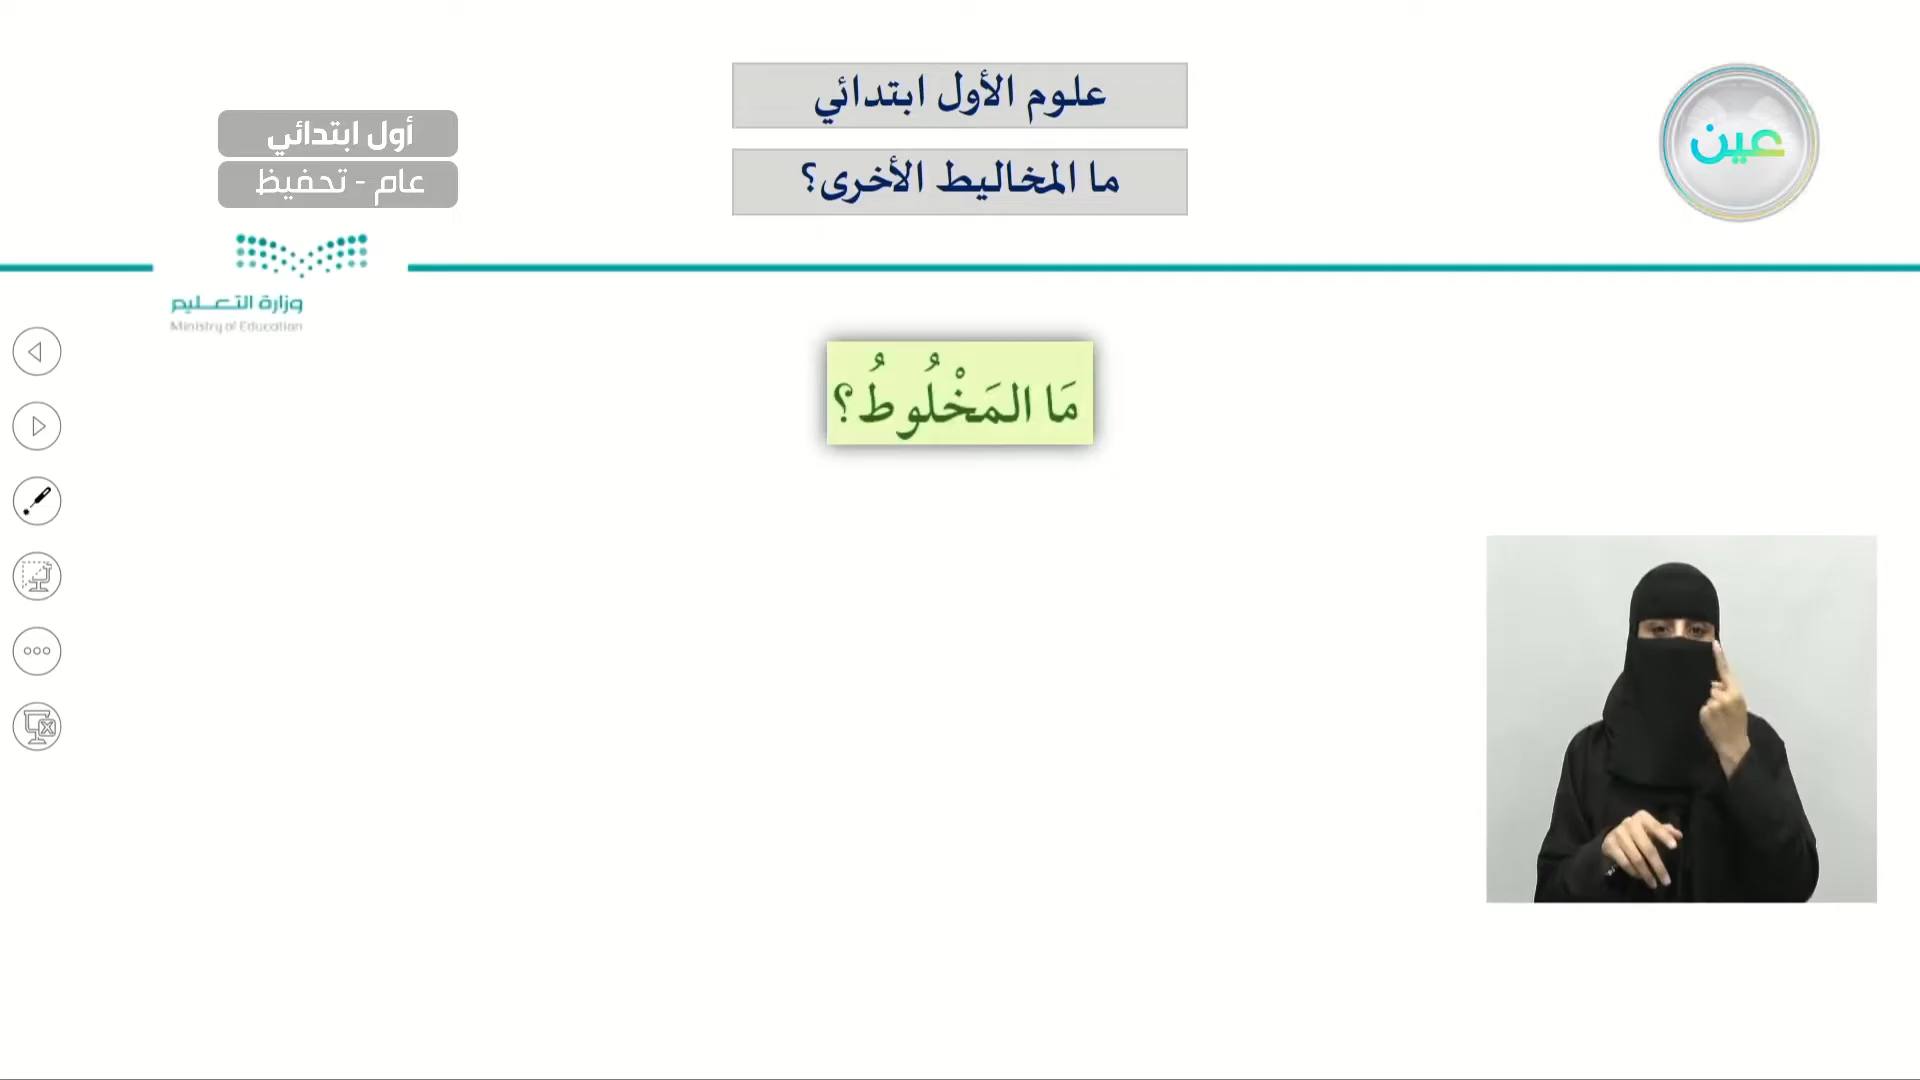 علوم الأول ابتدائي
ما المخاليط الأخرى؟
أول ابتدائي
عام - تحفيظ
عين
وزارة التعليم
Ministry of Education
مَا المَخْلُوطُ؟